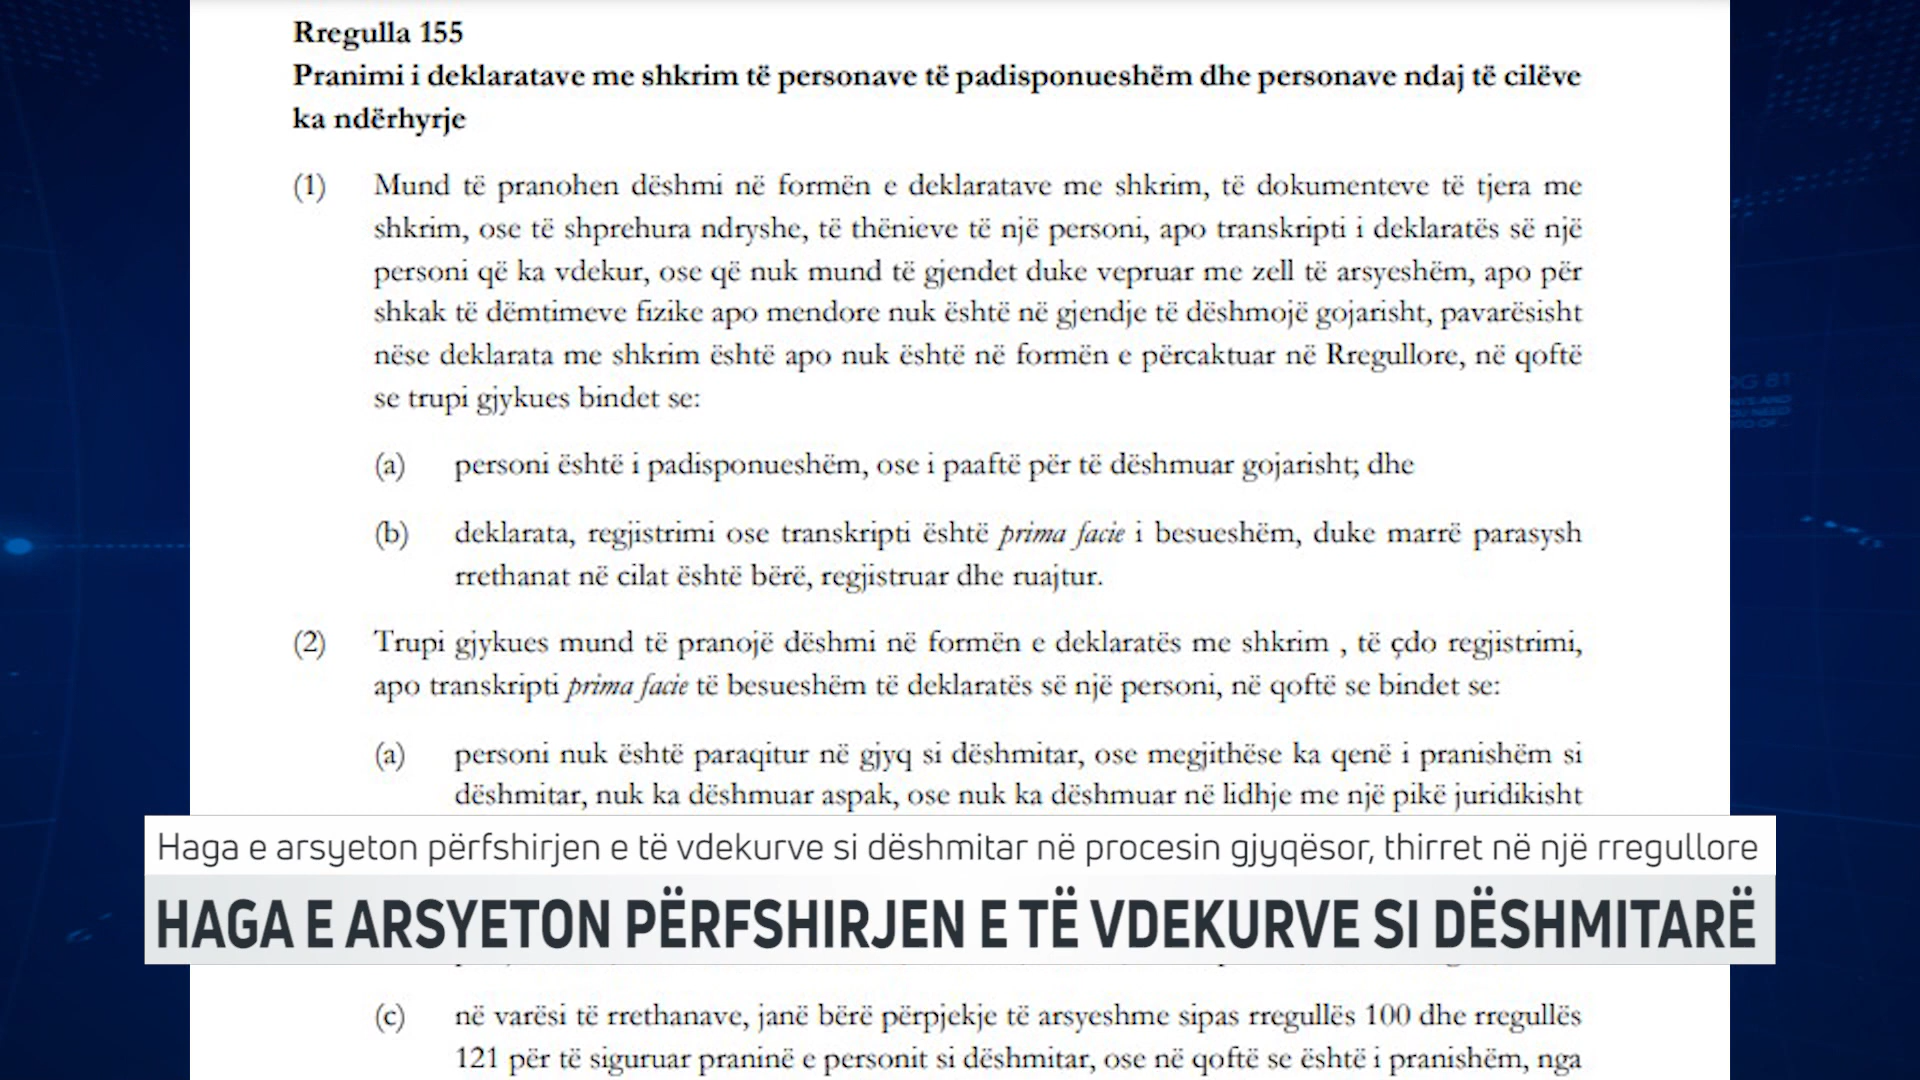 Rregulla 155
Pranimi i deklaratave me shkrim të personave të padisponueshëm dhe personave ndaj të cilëve
ka ndërhyrje
(1) Mund të pranohen dëshmi në formën e deklaratave me shkrim, të dokumenteve të tjera me
shkrim, ose të shprehura ndryshe, të thënieve të një personi, apo transkripti i deklaratës së një
personi që ka vdekur, ose që nuk mund të gjendet duke vepruar me zell të arsyeshëm, apo për
shkak të dëmtimeve fizike apo mendore nuk është në gjendje të dëshmojë gojarisht, pavarësisht
nëse deklarata me shkrim është apo nuk është në formën e përcaktuar në Rregullore, në qoftë
se trupi gjykues bindet se:
(a) personi është i padisponueshëm, ose i paaftë për të dëshmuar gojarisht; dhe
(b) deklarata, regjistrimi ose transkripti është prima facie i besueshëm, duke marrë parasysh
rrethanat në cilat është bërë, regjistruar dhe ruajtur.
(2) Trupi gjykues mund të pranojë dëshmi në formën e deklaratës me shkrim , të çdo regjistrimi,
apo transkripti prima facie të besueshëm të deklaratës së një personi, në qoftë se bindet se:
(a) personi nuk është paraqitur në gjyq si dëshmitar, ose megjithëse ka qenë i pranishëm si
dëshmitar, nuk ka dëshmuar aspak, ose nuk ka dëshmuar në lidhje me një pikë juridikisht
Haga e arsyeton përfshirjen e të vdekurve si dëshmitar në procesin gjyqësor, thirret në një rregullore
HAGA E ARSYETON PËRFSHIRJEN E TË VDEKURVE SI DËSHMITARË
(c) në varësi të rrethanave, janë bërë përpjekje të arsyeshme sipas rregullës 100 dhe rregullës
121 për të siguruar praninë e personit si dëshmitar, ose në qoftë se është i pranishëm, nga